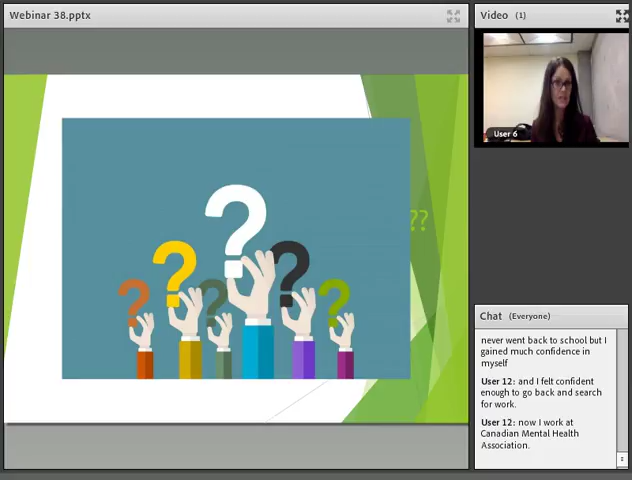 Webinar 38.pptx
Video (1)
User 6
? ? ? ? ? ?
??
Chat (Everyone)
never went back to school but I
gained much confidence in
myself
User 12: and I felt confident
enough to go back and search
for work.
User 12: now I work at
Canadian Mental Health
Association.